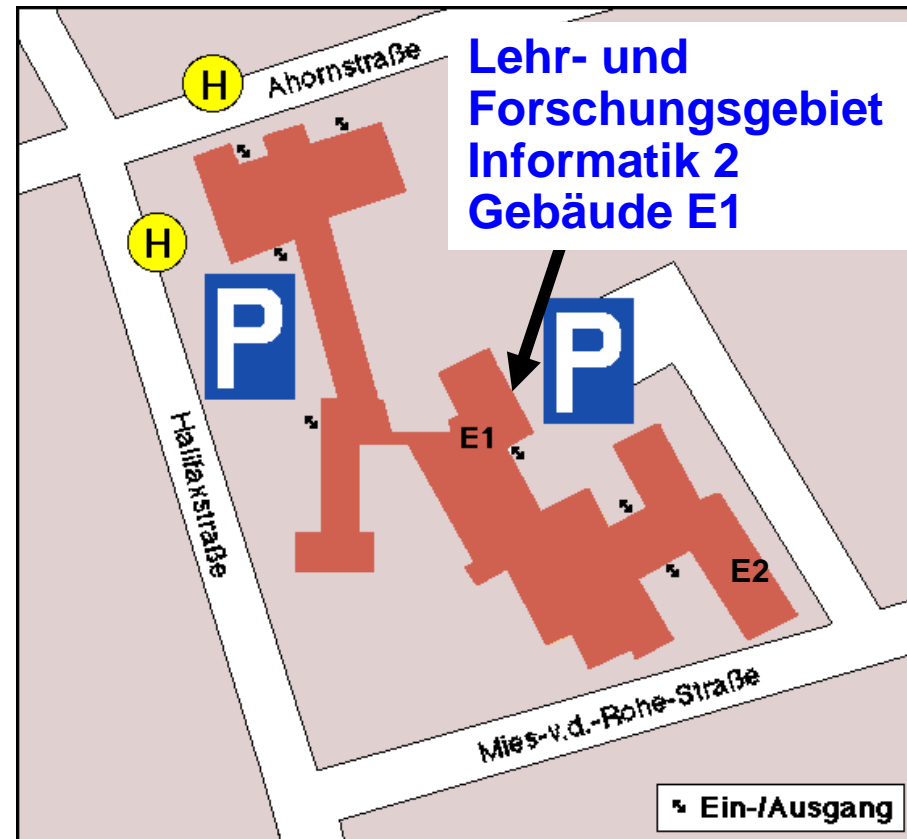 Lehr- und
Forschungsgebiet
Informatik 2
Gebäude E1
H
Ahornstraße
H
P
P
Halifaxstraße
E1
E2
Mies-v.d.-Rohe-Straße
Ein-/Ausgang